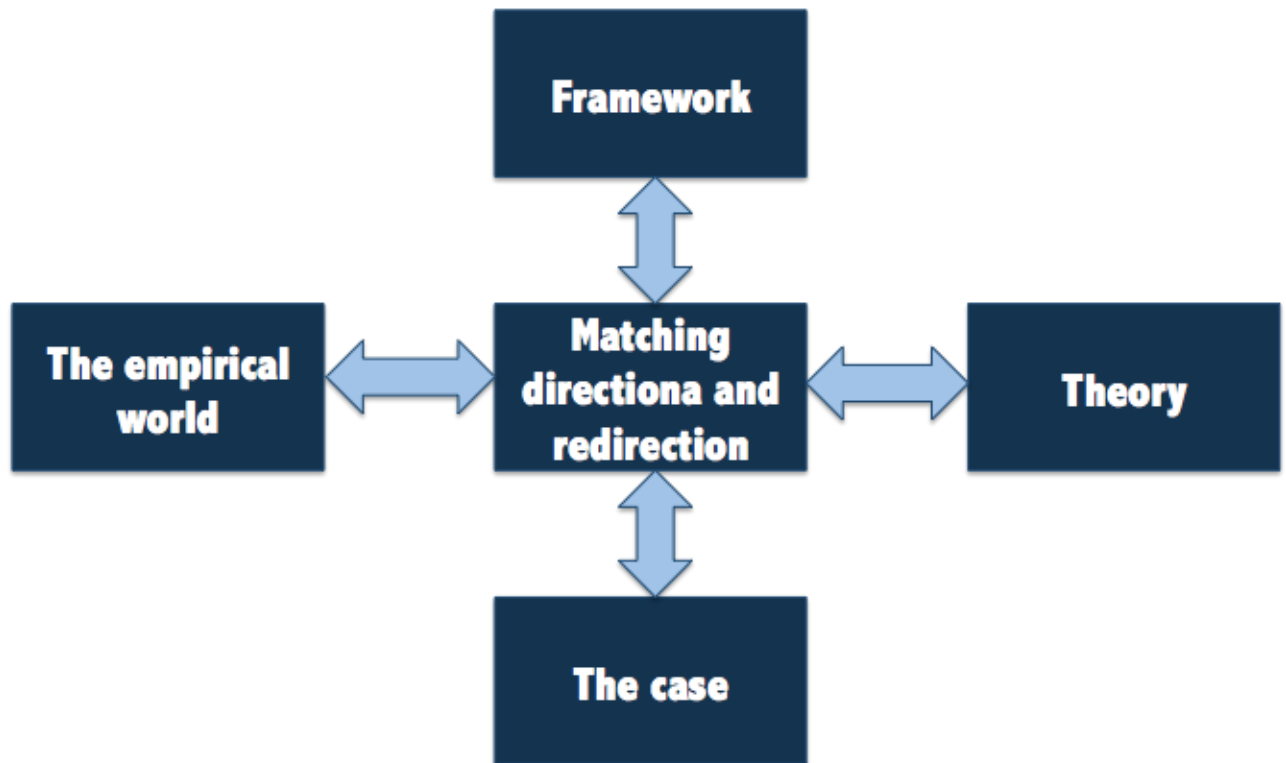 Framework
The empirical
world
Matching
directiona and
redirection
Theory
The case